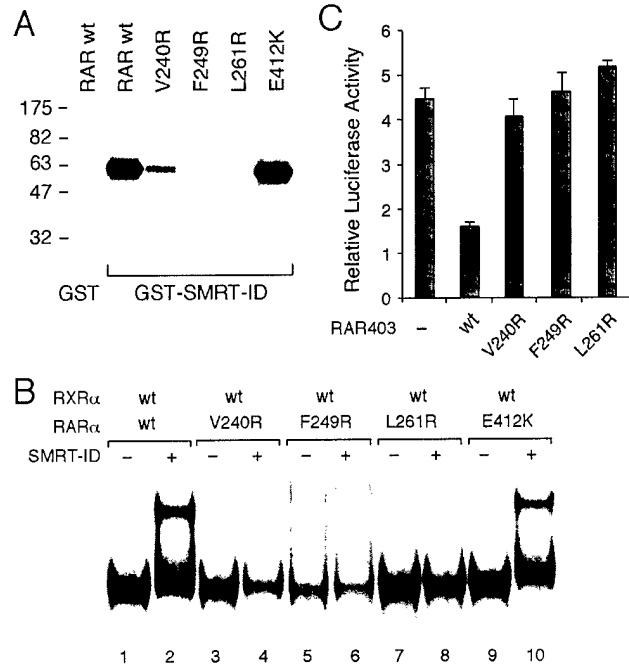 A
RAR wt
RAR wt
V240R
F249R
L261R
E412K
175 –
82 –
63 –
47 –
32 –
GST
GST-SMRT-ID
C
Relative Luciferase Activity
6
5
4
3
2
1
0
RAR403
– wt V240R F249R L261R
B
RXRα wt wt wt wt wt
RARα wt V240R F249R L261R E412K
SMRT-ID – + – + – + – + – +
1 2 3 4 5 6 7 8 9 10